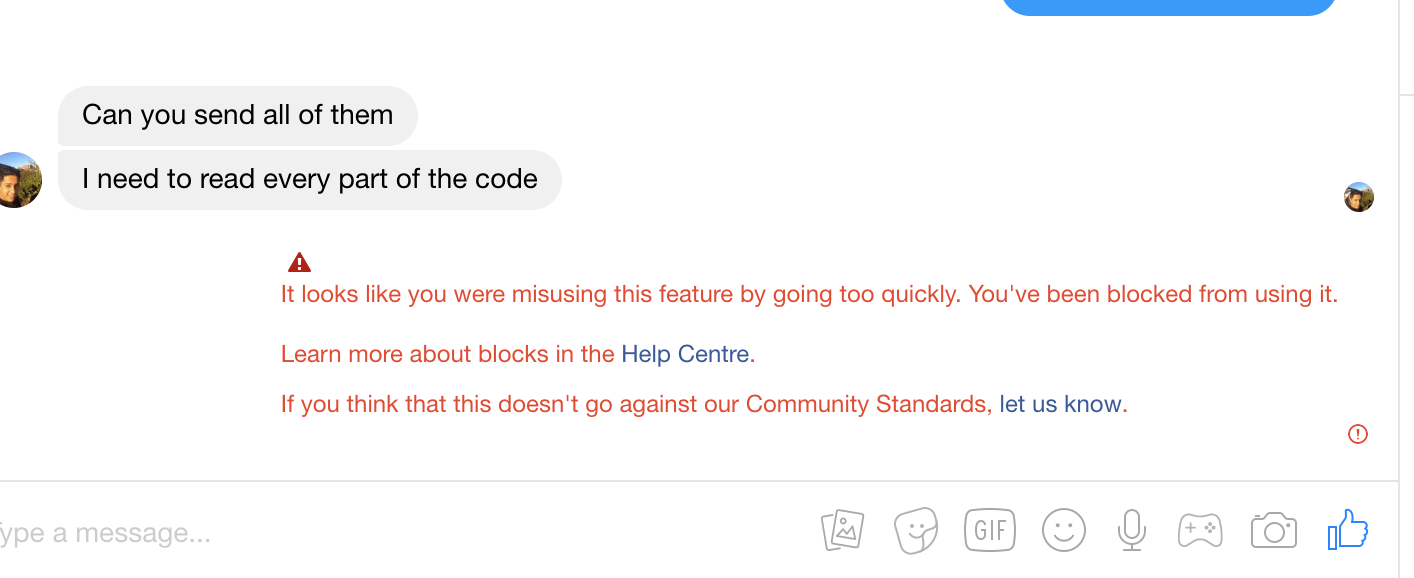 Can you send all of them
I need to read every part of the code
It looks like you were misusing this feature by going too quickly. You've been blocked from using it.
Learn more about blocks in the Help Centre.
If you think that this doesn't go against our Community Standards, let us know.
ype a message...
GIF